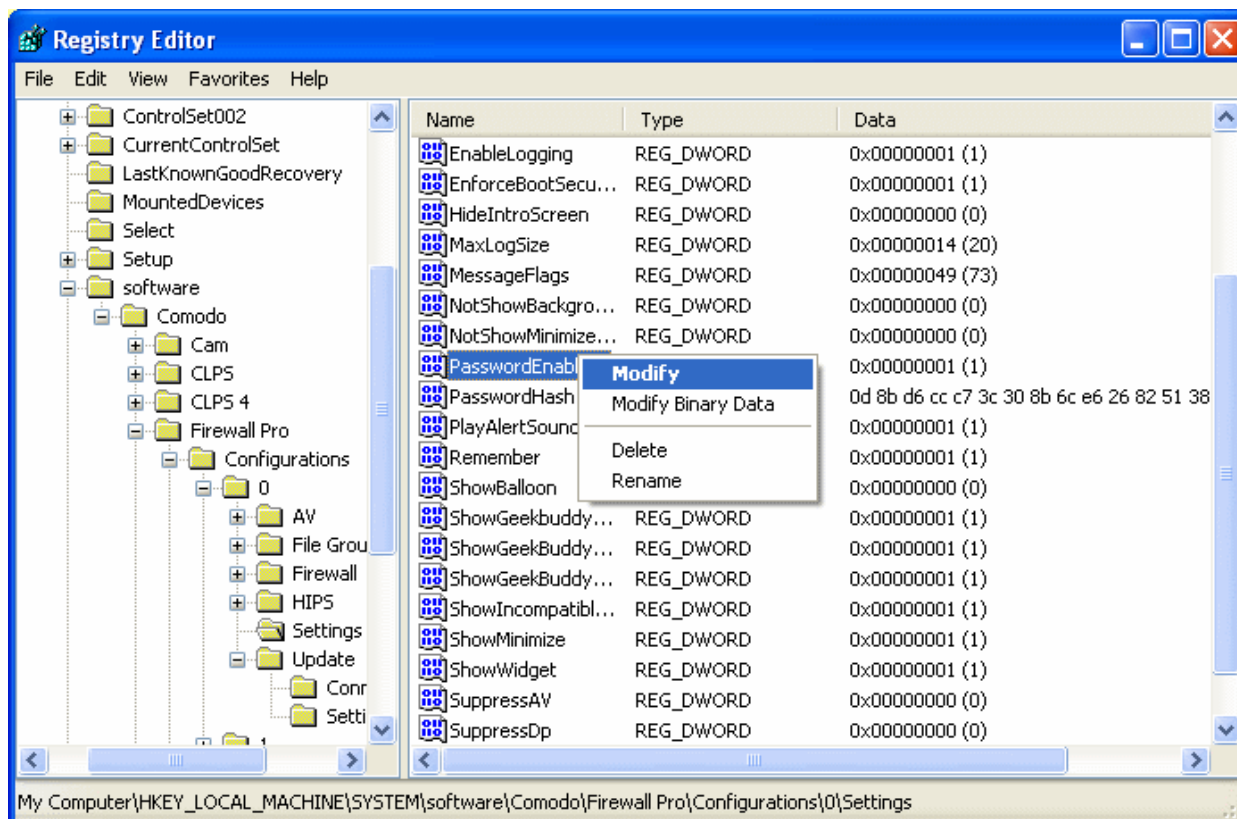 Registry Editor
File Edit View Favorites Help
ControlSet002
CurrentControlSet
LastKnownGoodRecovery
MountedDevices
Select
Setup
software
Comodo
Cam
CLPS
CLPS 4
Firewall Pro
Configurations
0
AV
File Grou
Firewall
HIPS
Settings
Update
Conr
Setti
1
Name Type Data
EnableLogging REG_DWORD 0x00000001 (1)
EnforceBootSecu... REG_DWORD 0x00000001 (1)
HideIntroScreen REG_DWORD 0x00000000 (0)
MaxLogSize REG_DWORD 0x00000014 (20)
MessageFlags REG_DWORD 0x00000049 (73)
NotShowBackgro... REG_DWORD 0x00000000 (0)
NotShowMinimize... REG_DWORD 0x00000000 (0)
PasswordEnabl 0x00000001 (1)
PasswordHash 0d 8b d6 cc c7 3c 30 8b 6c e6 26 82 51 38
PlayAlertSound 0x00000001 (1)
Remember 0x00000001 (1)
ShowBalloon 0x00000000 (0)
ShowGeekbuddy... REG_DWORD 0x00000001 (1)
ShowGeekBuddy... REG_DWORD 0x00000001 (1)
ShowGeekBuddy... REG_DWORD 0x00000001 (1)
ShowIncompatibl... REG_DWORD 0x00000001 (1)
ShowMinimize REG_DWORD 0x00000001 (1)
ShowWidget REG_DWORD 0x00000001 (1)
SuppressAV REG_DWORD 0x00000000 (0)
SuppressDp REG_DWORD 0x00000000 (0)
Modify
Modify Binary Data
Delete
Rename
My Computer\HKEY_LOCAL_MACHINE\SYSTEM\software\Comodo\Firewall Pro\Configurations\0\Settings